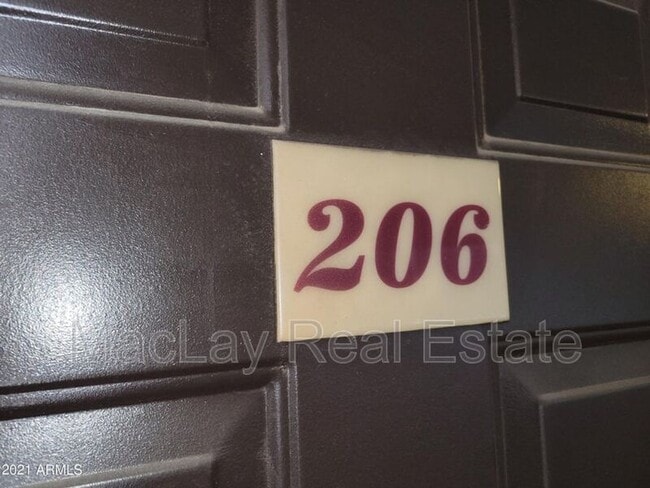 206
MacLay Real Estate ©
2021 ARMLS